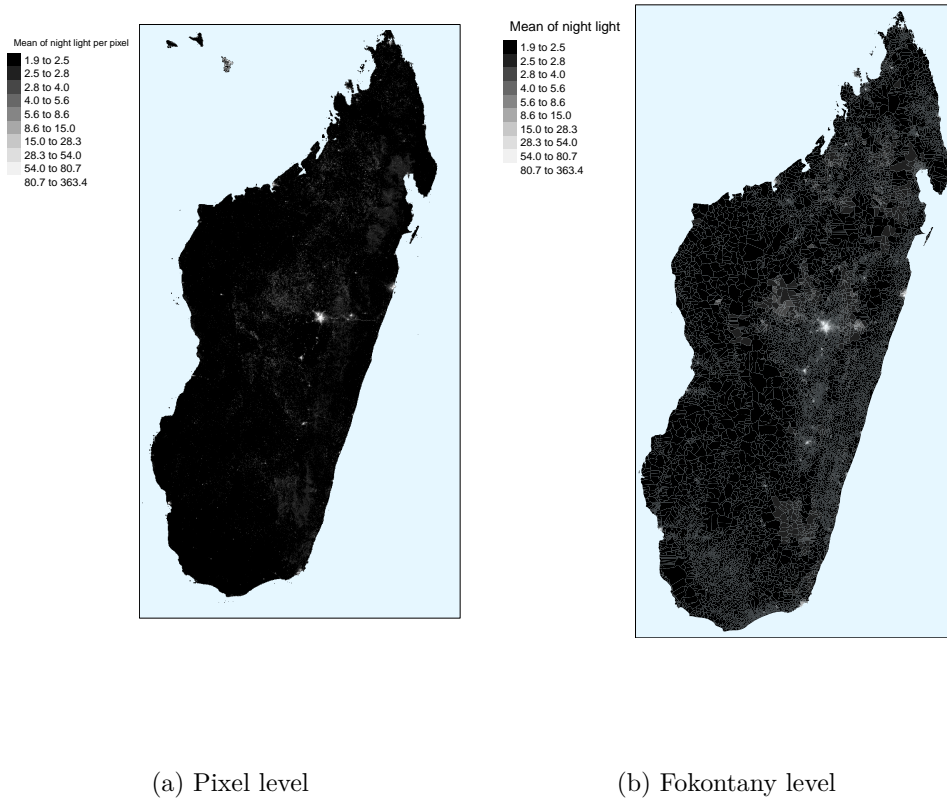 Mean of night light per pixel
1.9 to 2.5
2.5 to 2.8
2.8 to 4.0
4.0 to 5.6
5.6 to 8.6
8.6 to 15.0
15.0 to 28.3
28.3 to 54.0
54.0 to 80.7
80.7 to 363.4
Mean of night light
1.9 to 2.5
2.5 to 2.8
2.8 to 4.0
4.0 to 5.6
5.6 to 8.6
8.6 to 15.0
15.0 to 28.3
28.3 to 54.0
54.0 to 80.7
80.7 to 363.4
(a) Pixel level
(b) Fokontany level